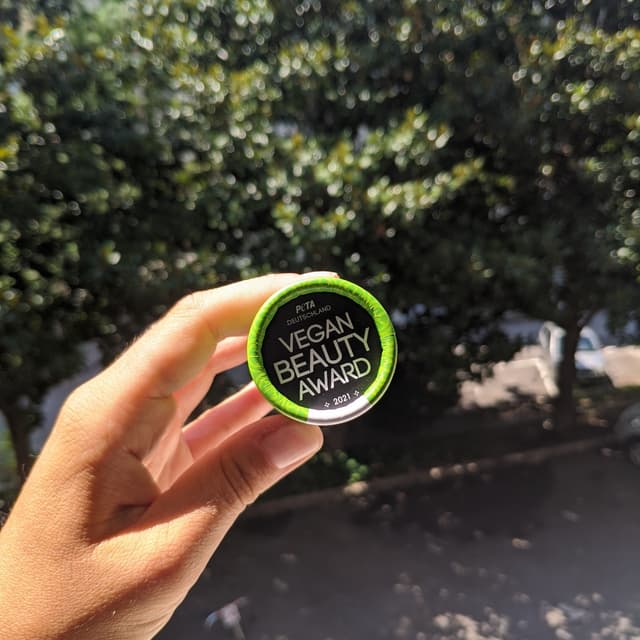 PETA
DEUTSCHLAND
VEGAN
BEAUTY
AWARD
2021